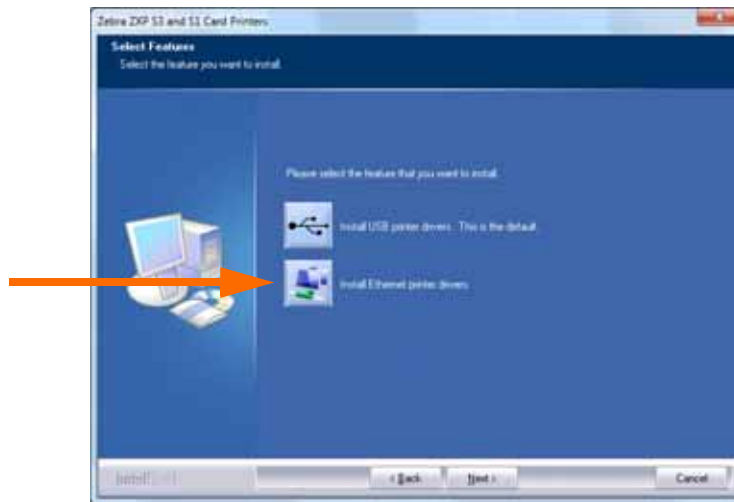 Zebra ZXP S3 and S1 Card Printers
Select Features
Select the feature you want to install.
Please select the feature that you want to install.
Install USB printer drivers. This is the default.
Install Ethernet printer drivers.
< Back
Next >
Cancel